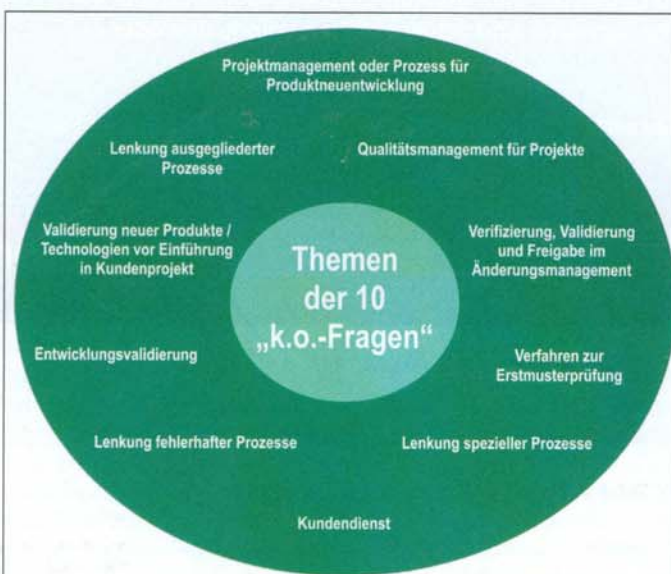 Projektmanagement oder Prozess für
Produktneuentwicklung
Lenkung ausgegliederter
Prozesse
Qualitätsmanagement für Projekte
Validierung neuer Produkte /
Technologien vor Einführung
in Kundenprojekt
Themen
der 10
„k.o.-Fragen“
Verifizierung, Validierung
und Freigabe im
Änderungsmanagement
Entwicklungsvalidierung
Verfahren zur
Erstmusterprüfung
Lenkung fehlerhafter Prozesse
Lenkung spezieller Prozesse
Kundendienst